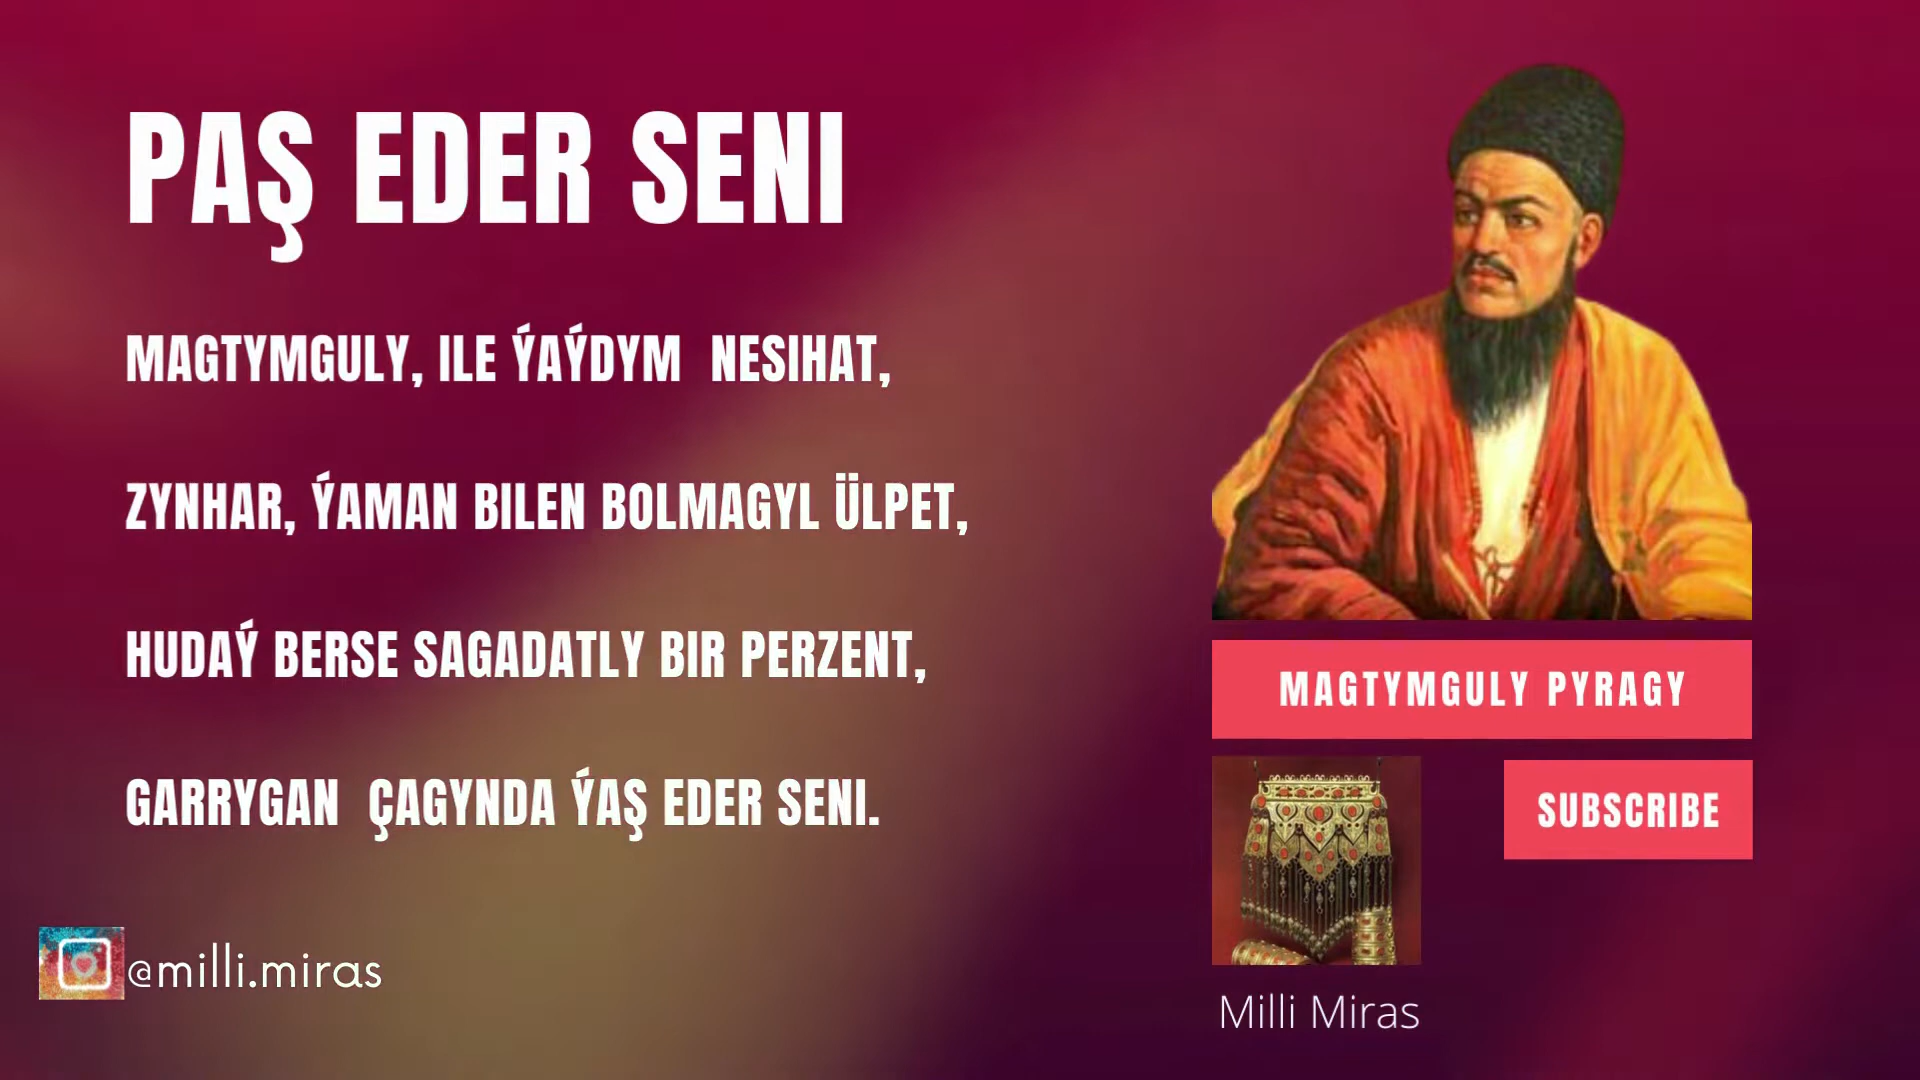 PAŞ EDER SENI
MAGTYMGULY, ILE ÝAÝDYM NESIHAT,
ZYNHAR, ÝAMAN BILEN BOLMAGYL ÜLPET,
HUDAÝ BERSE SAGADATLY BIR PERZENT,
GARRYGAN ÇAGYNDA ÝAŞ EDER SENI.
@milli.miras
MAGTYMGULY PYRAGY
SUBSCRIBE
Milli Miras